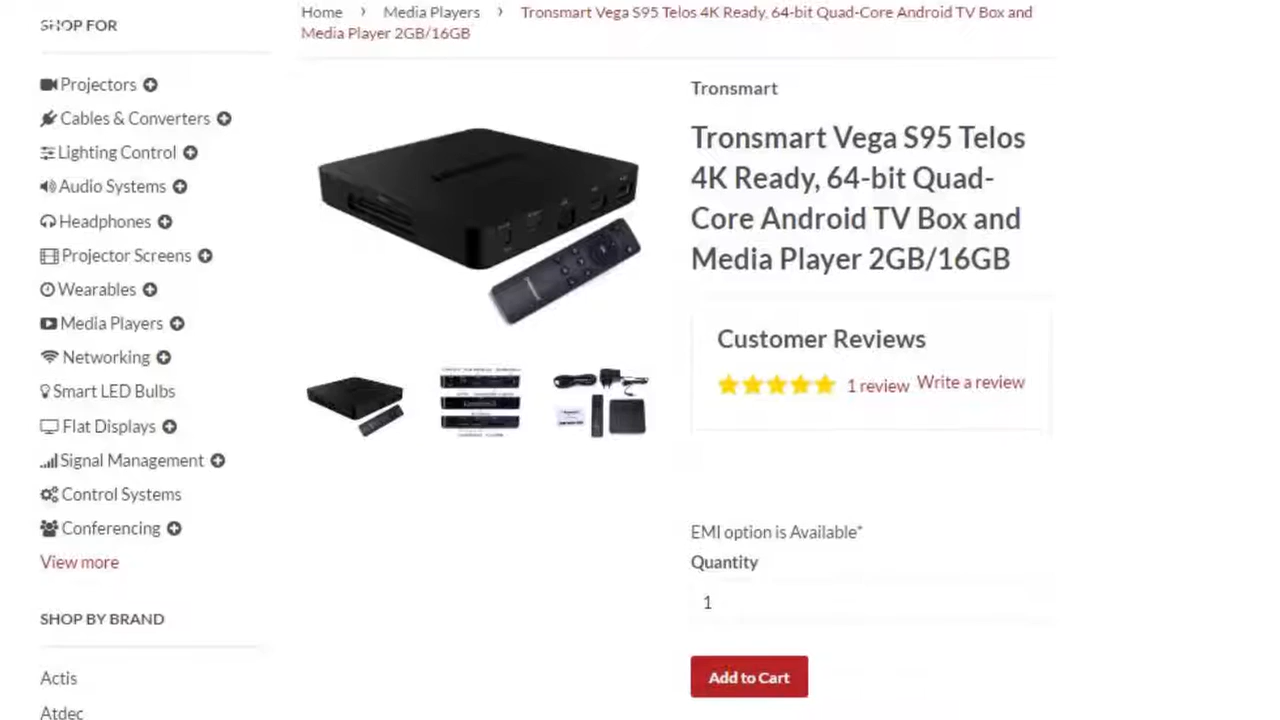 SHOP FOR
Projectors
Cables & Converters
Lighting Control
Audio Systems
Headphones
Projector Screens
Wearables
Media Players
Networking
Smart LED Bulbs
Flat Displays
Signal Management
Control Systems
Conferencing
View more
SHOP BY BRAND
Actis
Atdec
Home › Media Players › Tronsmart Vega S95 Telos 4K Ready, 64-bit Quad-Core Android TV Box and
Media Player 2GB/16GB
Tronsmart
Tronsmart Vega S95 Telos
4K Ready, 64-bit Quad-
Core Android TV Box and
Media Player 2GB/16GB
Customer Reviews
1 review Write a review
EMI option is Available*
Quantity
1
Add to Cart